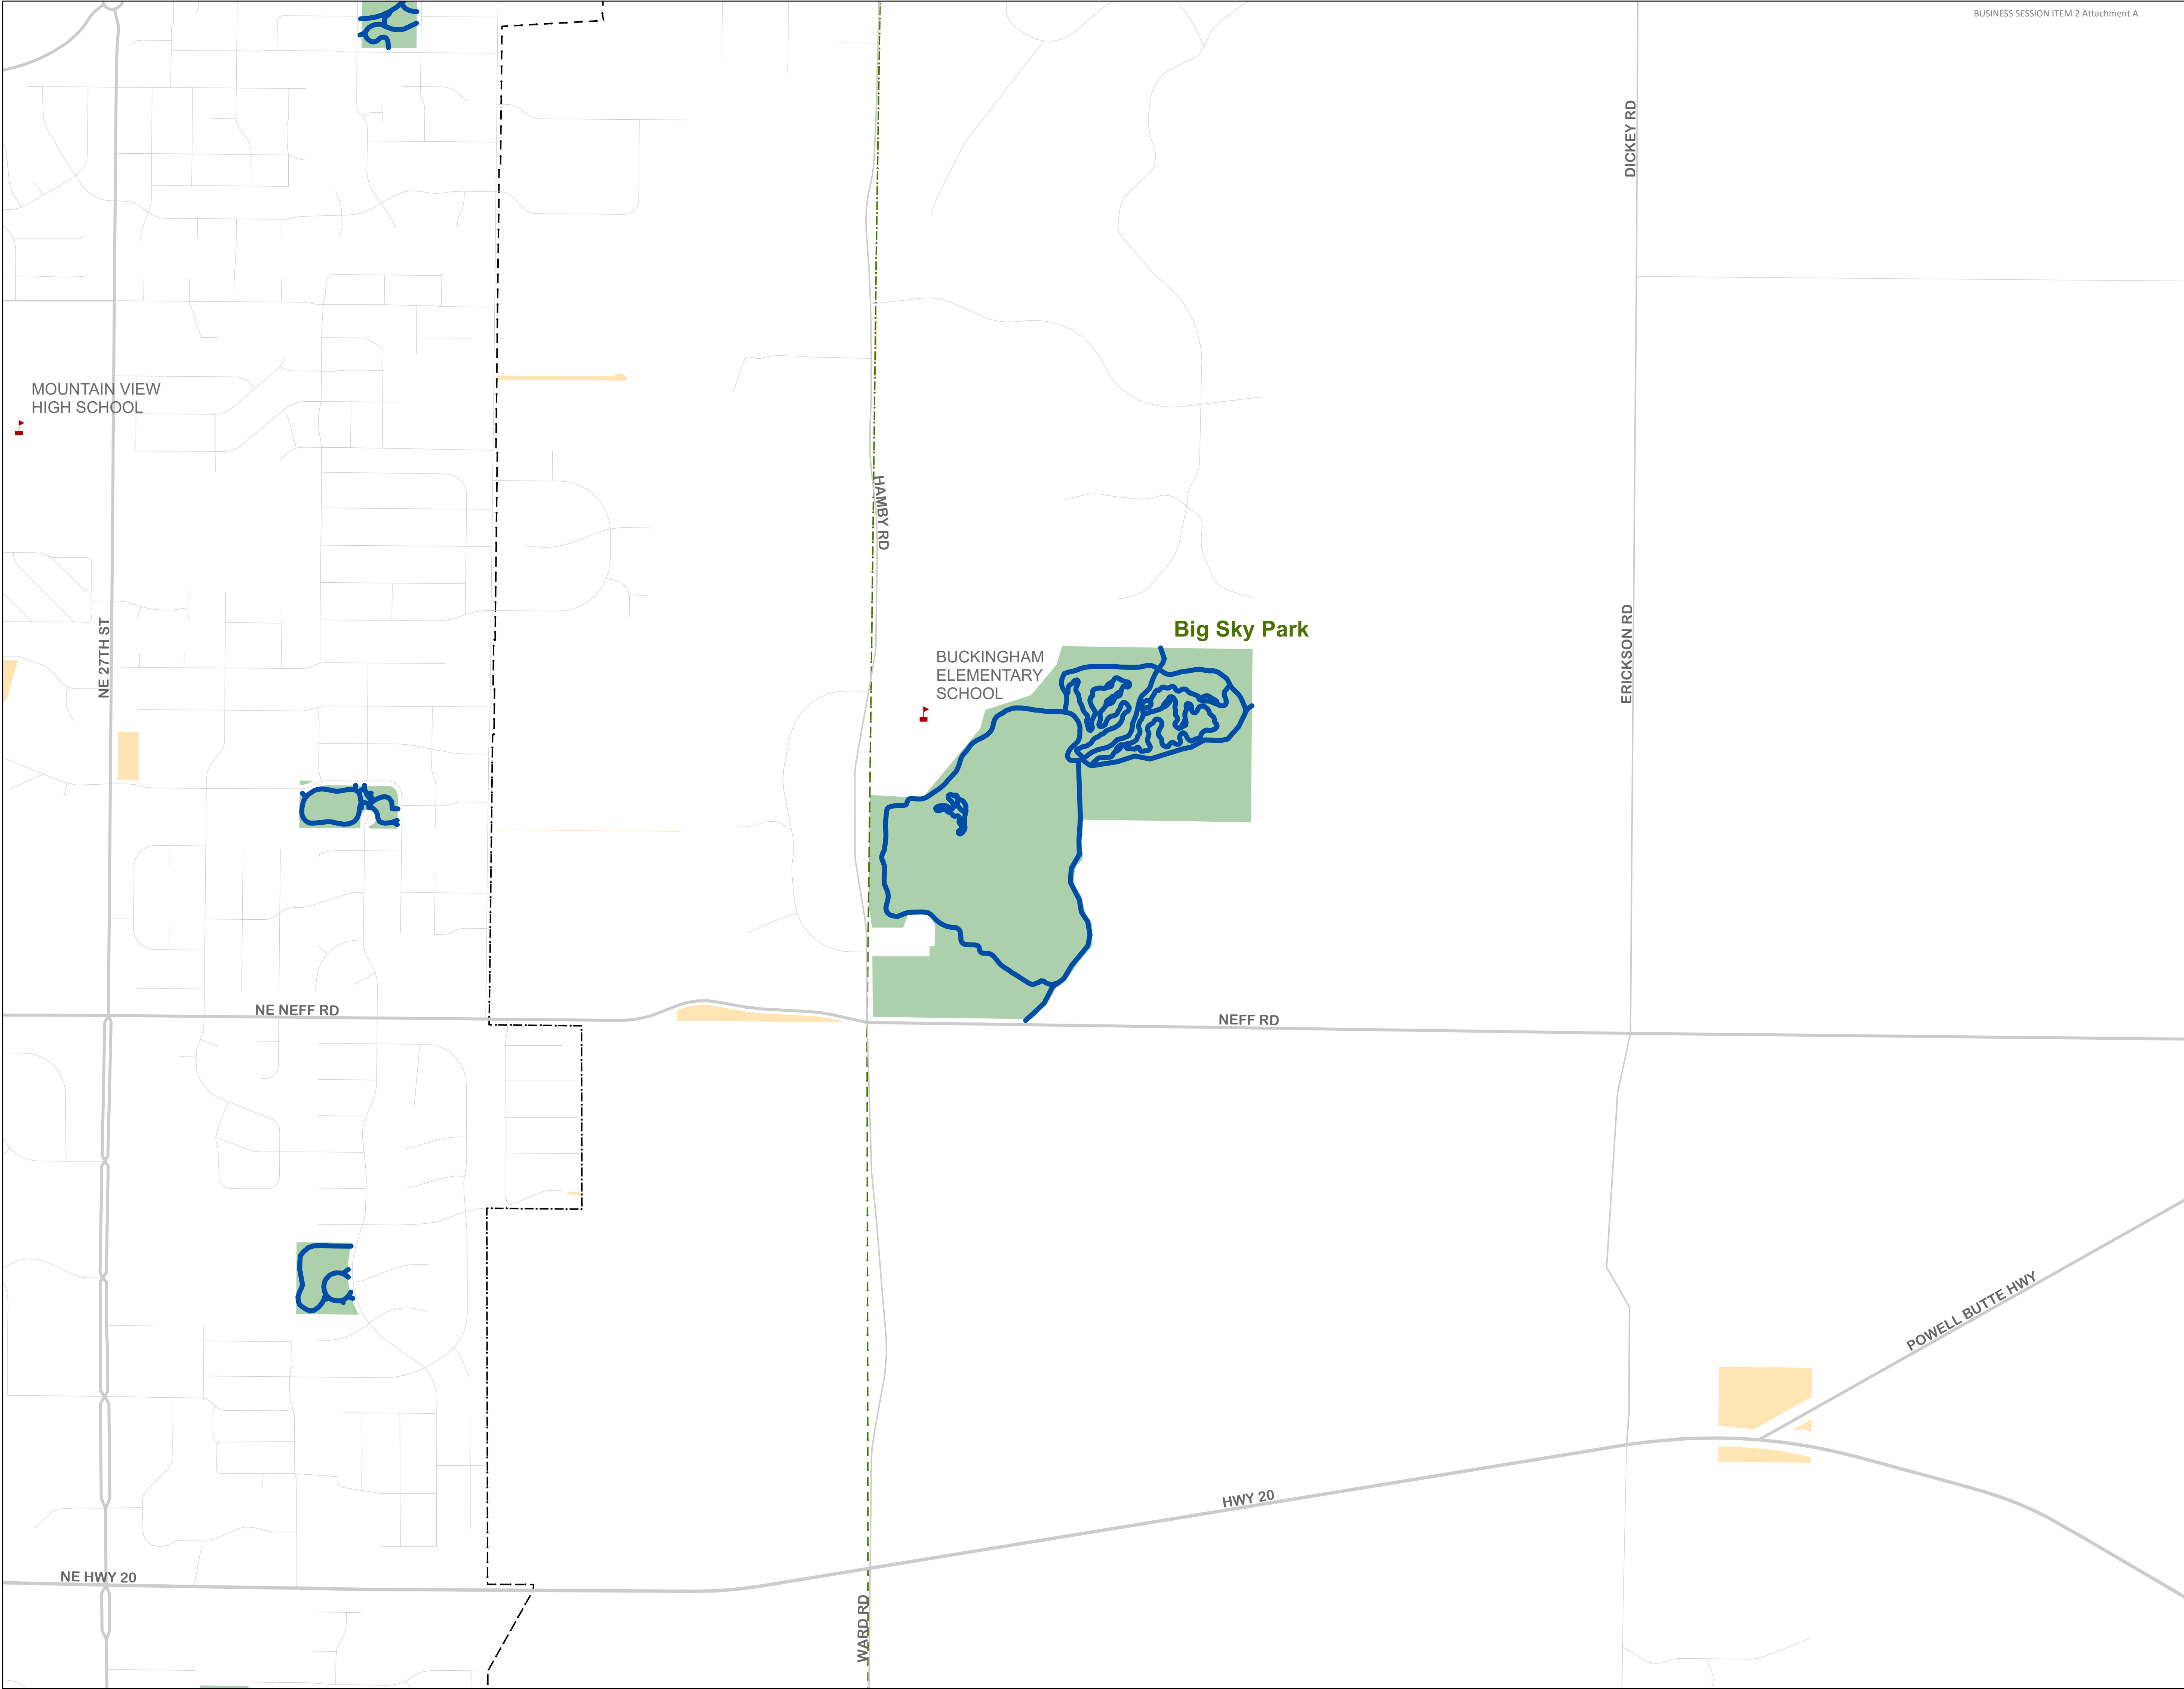 BUSINESS SESSION ITEM 2 Attachment A
DICKEY RD
MOUNTAIN VIEW
HIGH SCHOOL
HAMBY RD
NE 27TH ST
Big Sky Park
ERICKSON RD
BUCKINGHAM
ELEMENTARY
SCHOOL
NE NEFF RD
NEFF RD
POWELL BUTTE HWY
HWY 20
NE HWY 20
WARD RD